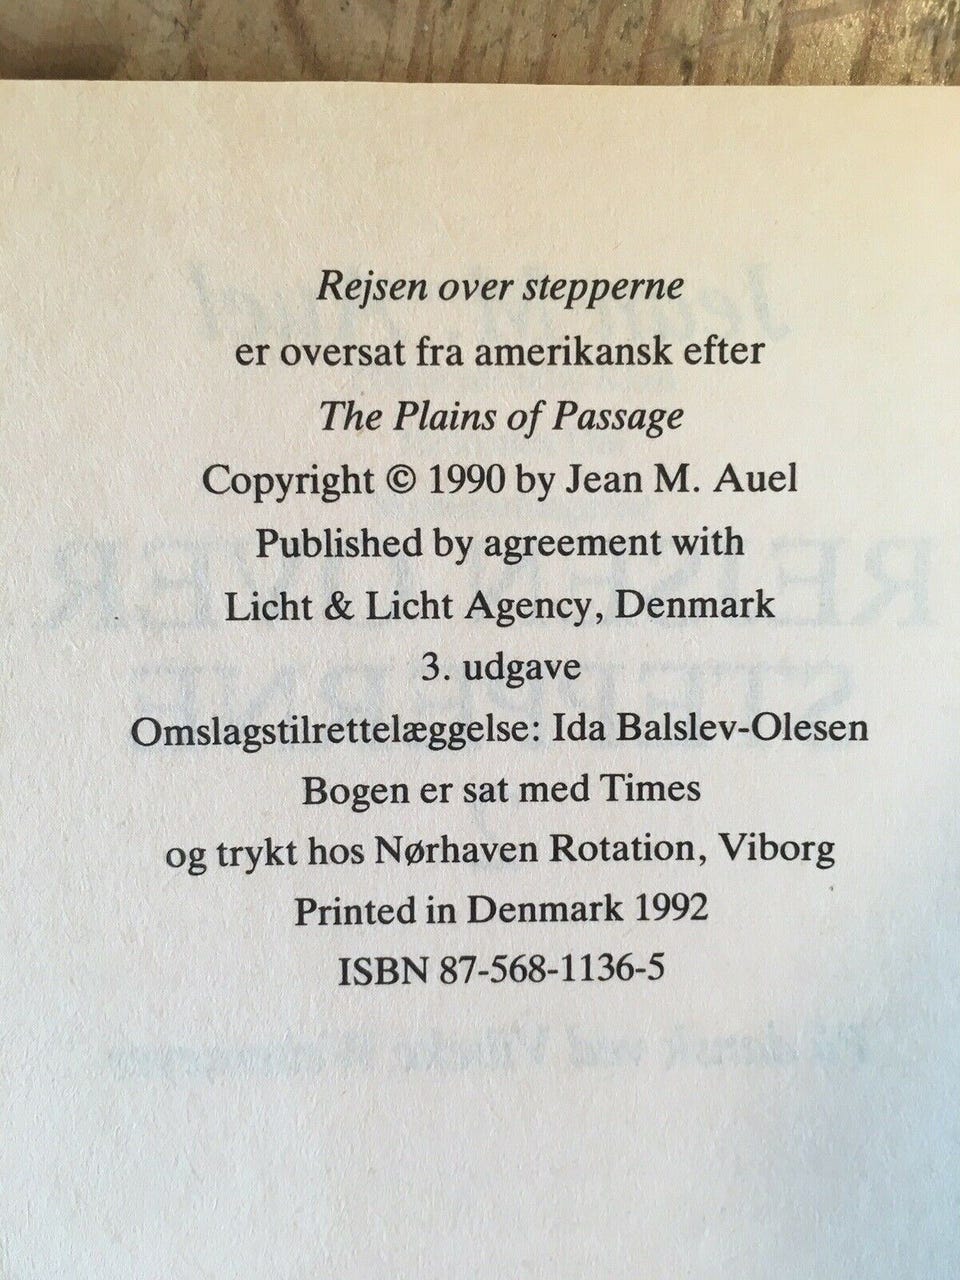 Rejsen over stepperne
er oversat fra amerikansk efter
The Plains of Passage
Copyright © 1990 by Jean M. Auel
Published by agreement with
Licht & Licht Agency, Denmark
3. udgave
Omslagstilrettelæggelse: Ida Balslev-Olesen
Bogen er sat med Times
og trykt hos Nørhaven Rotation, Viborg
Printed in Denmark 1992
ISBN 87-568-1136-5